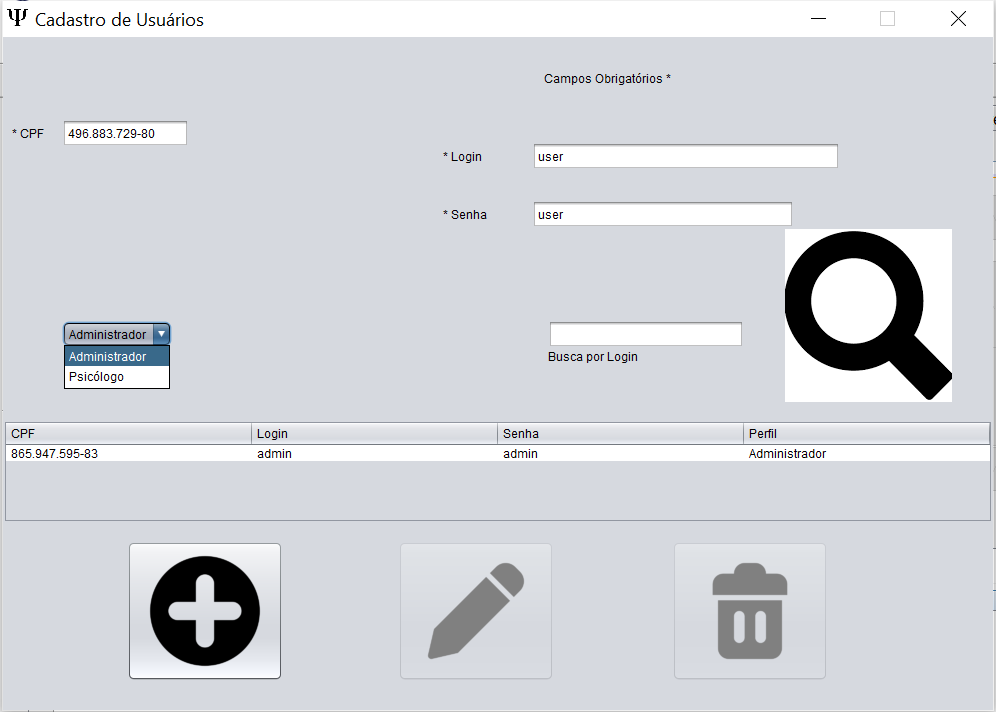 Ψ Cadastro de Usuários
Campos Obrigatórios *
* CPF 496.883.729-80
* Login user
* Senha user
Administrador
Administrador
Psicólogo
Busca por Login
CPF Login Senha Perfil
865.947.595-83 admin admin Administrador